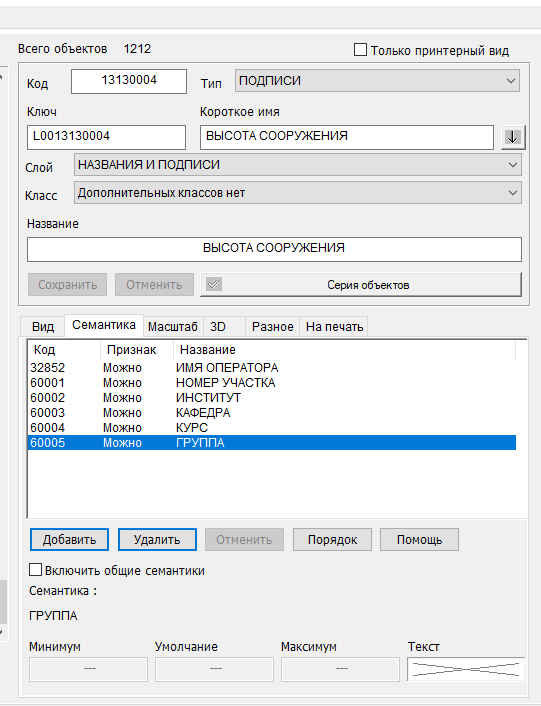 Всего объектов 1212
Только принтерный вид
Код 13130004 Тип ПОДПИСИ
Ключ Короткое имя
L0013130004 ВЫСОТА СООРУЖЕНИЯ
Слой НАЗВАНИЯ И ПОДПИСИ
Класс Дополнительных классов нет
Название
ВЫСОТА СООРУЖЕНИЯ
Сохранить Отменить Серия объектов
Вид Семантика Масштаб 3D Разное На печать
Код Признак Название
32852 Можно ИМЯ ОПЕРАТОРА
60001 Можно НОМЕР УЧАСТКА
60002 Можно ИНСТИТУТ
60003 Можно КАФЕДРА
60004 Можно КУРС
60005 Можно ГРУППА
Добавить Удалить Отменить Порядок Помощь
Включить общие семантики
Семантика :
ГРУППА
Минимум Умолчание Максимум Текст
--- --- ---